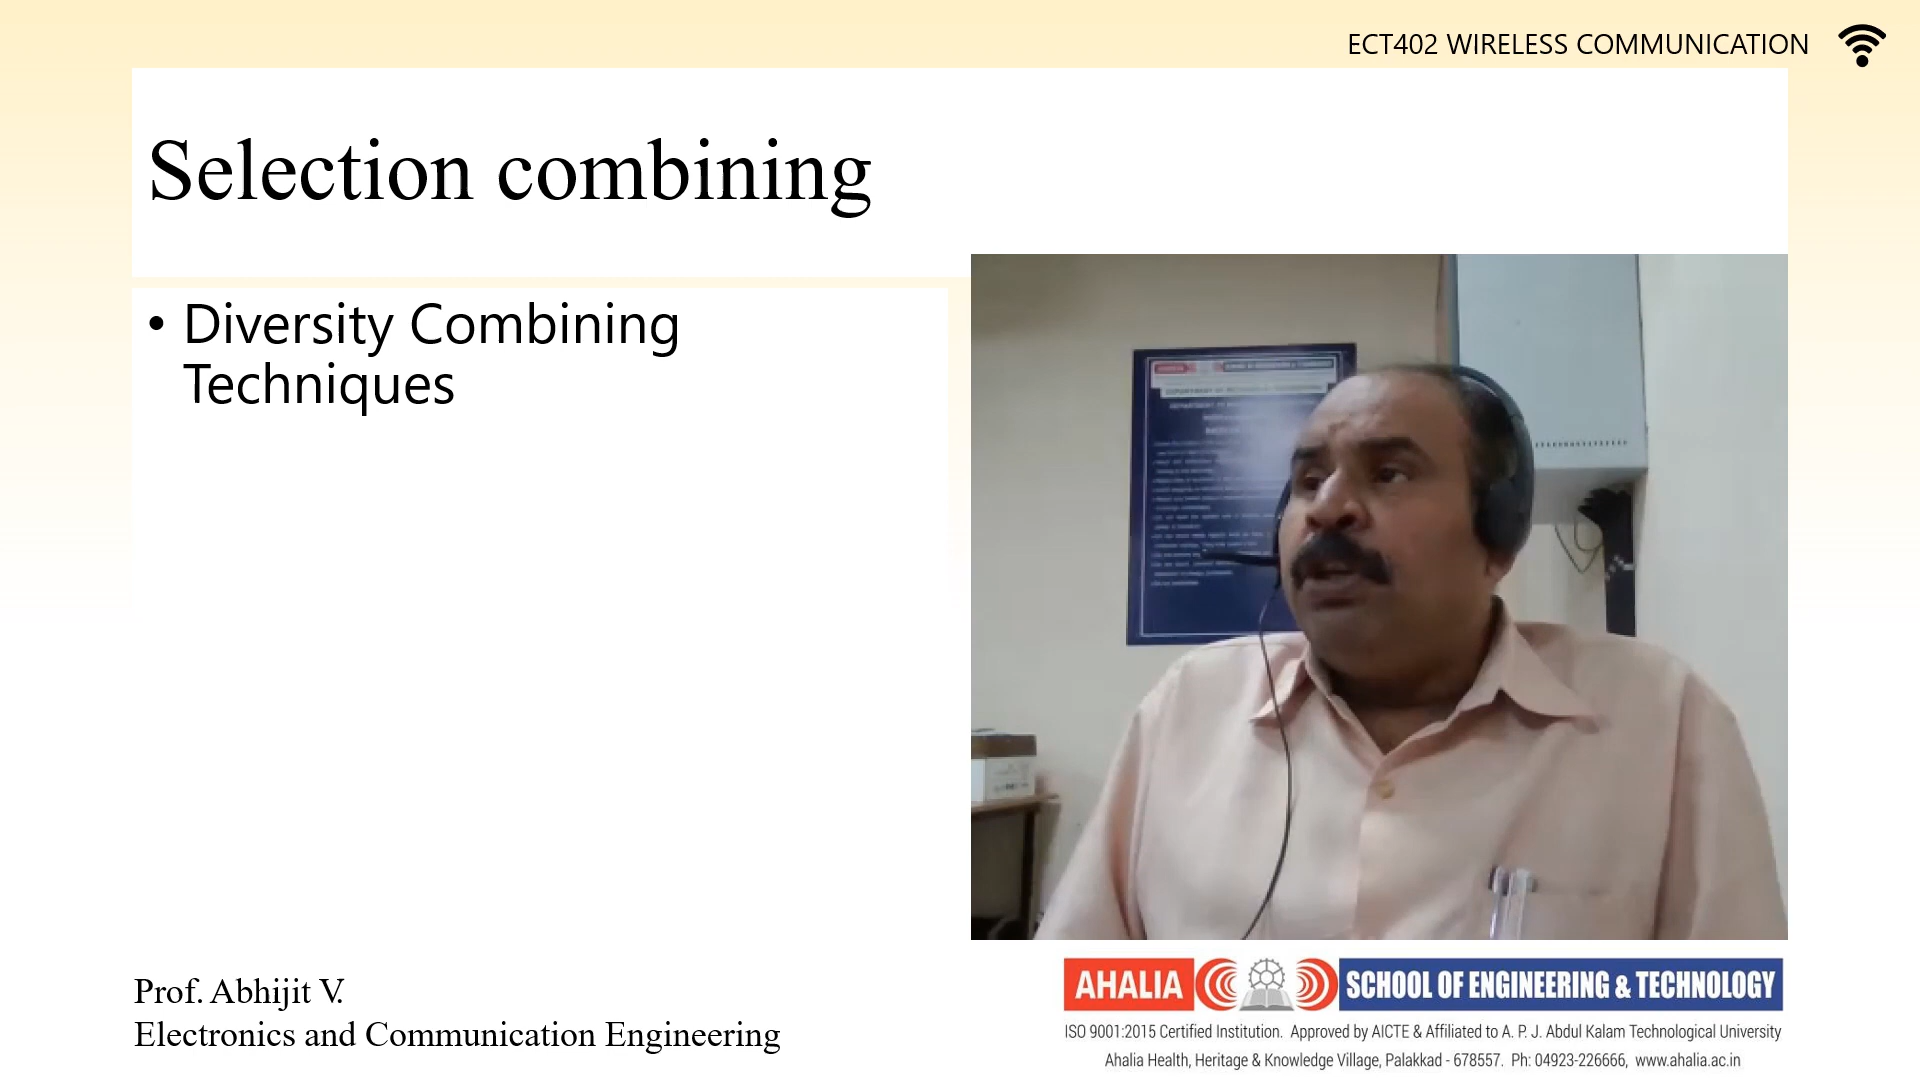 ECT402 WIRELESS COMMUNICATION
Selection combining
• Diversity Combining
Techniques
AHALIA
Prof. Abhijit V.
Electronics and Communication Engineering
AHALIA SCHOOL OF ENGINEERING & TECHNOLOGY
ISO 9001:2015 Certified Institution. Approved by AICTE & Affiliated to A. P. J. Abdul Kalam Technological University
Ahalia Health, Heritage & Knowledge Village, Palakkad - 678557. Ph: 04923-226666, www.ahalia.ac.in